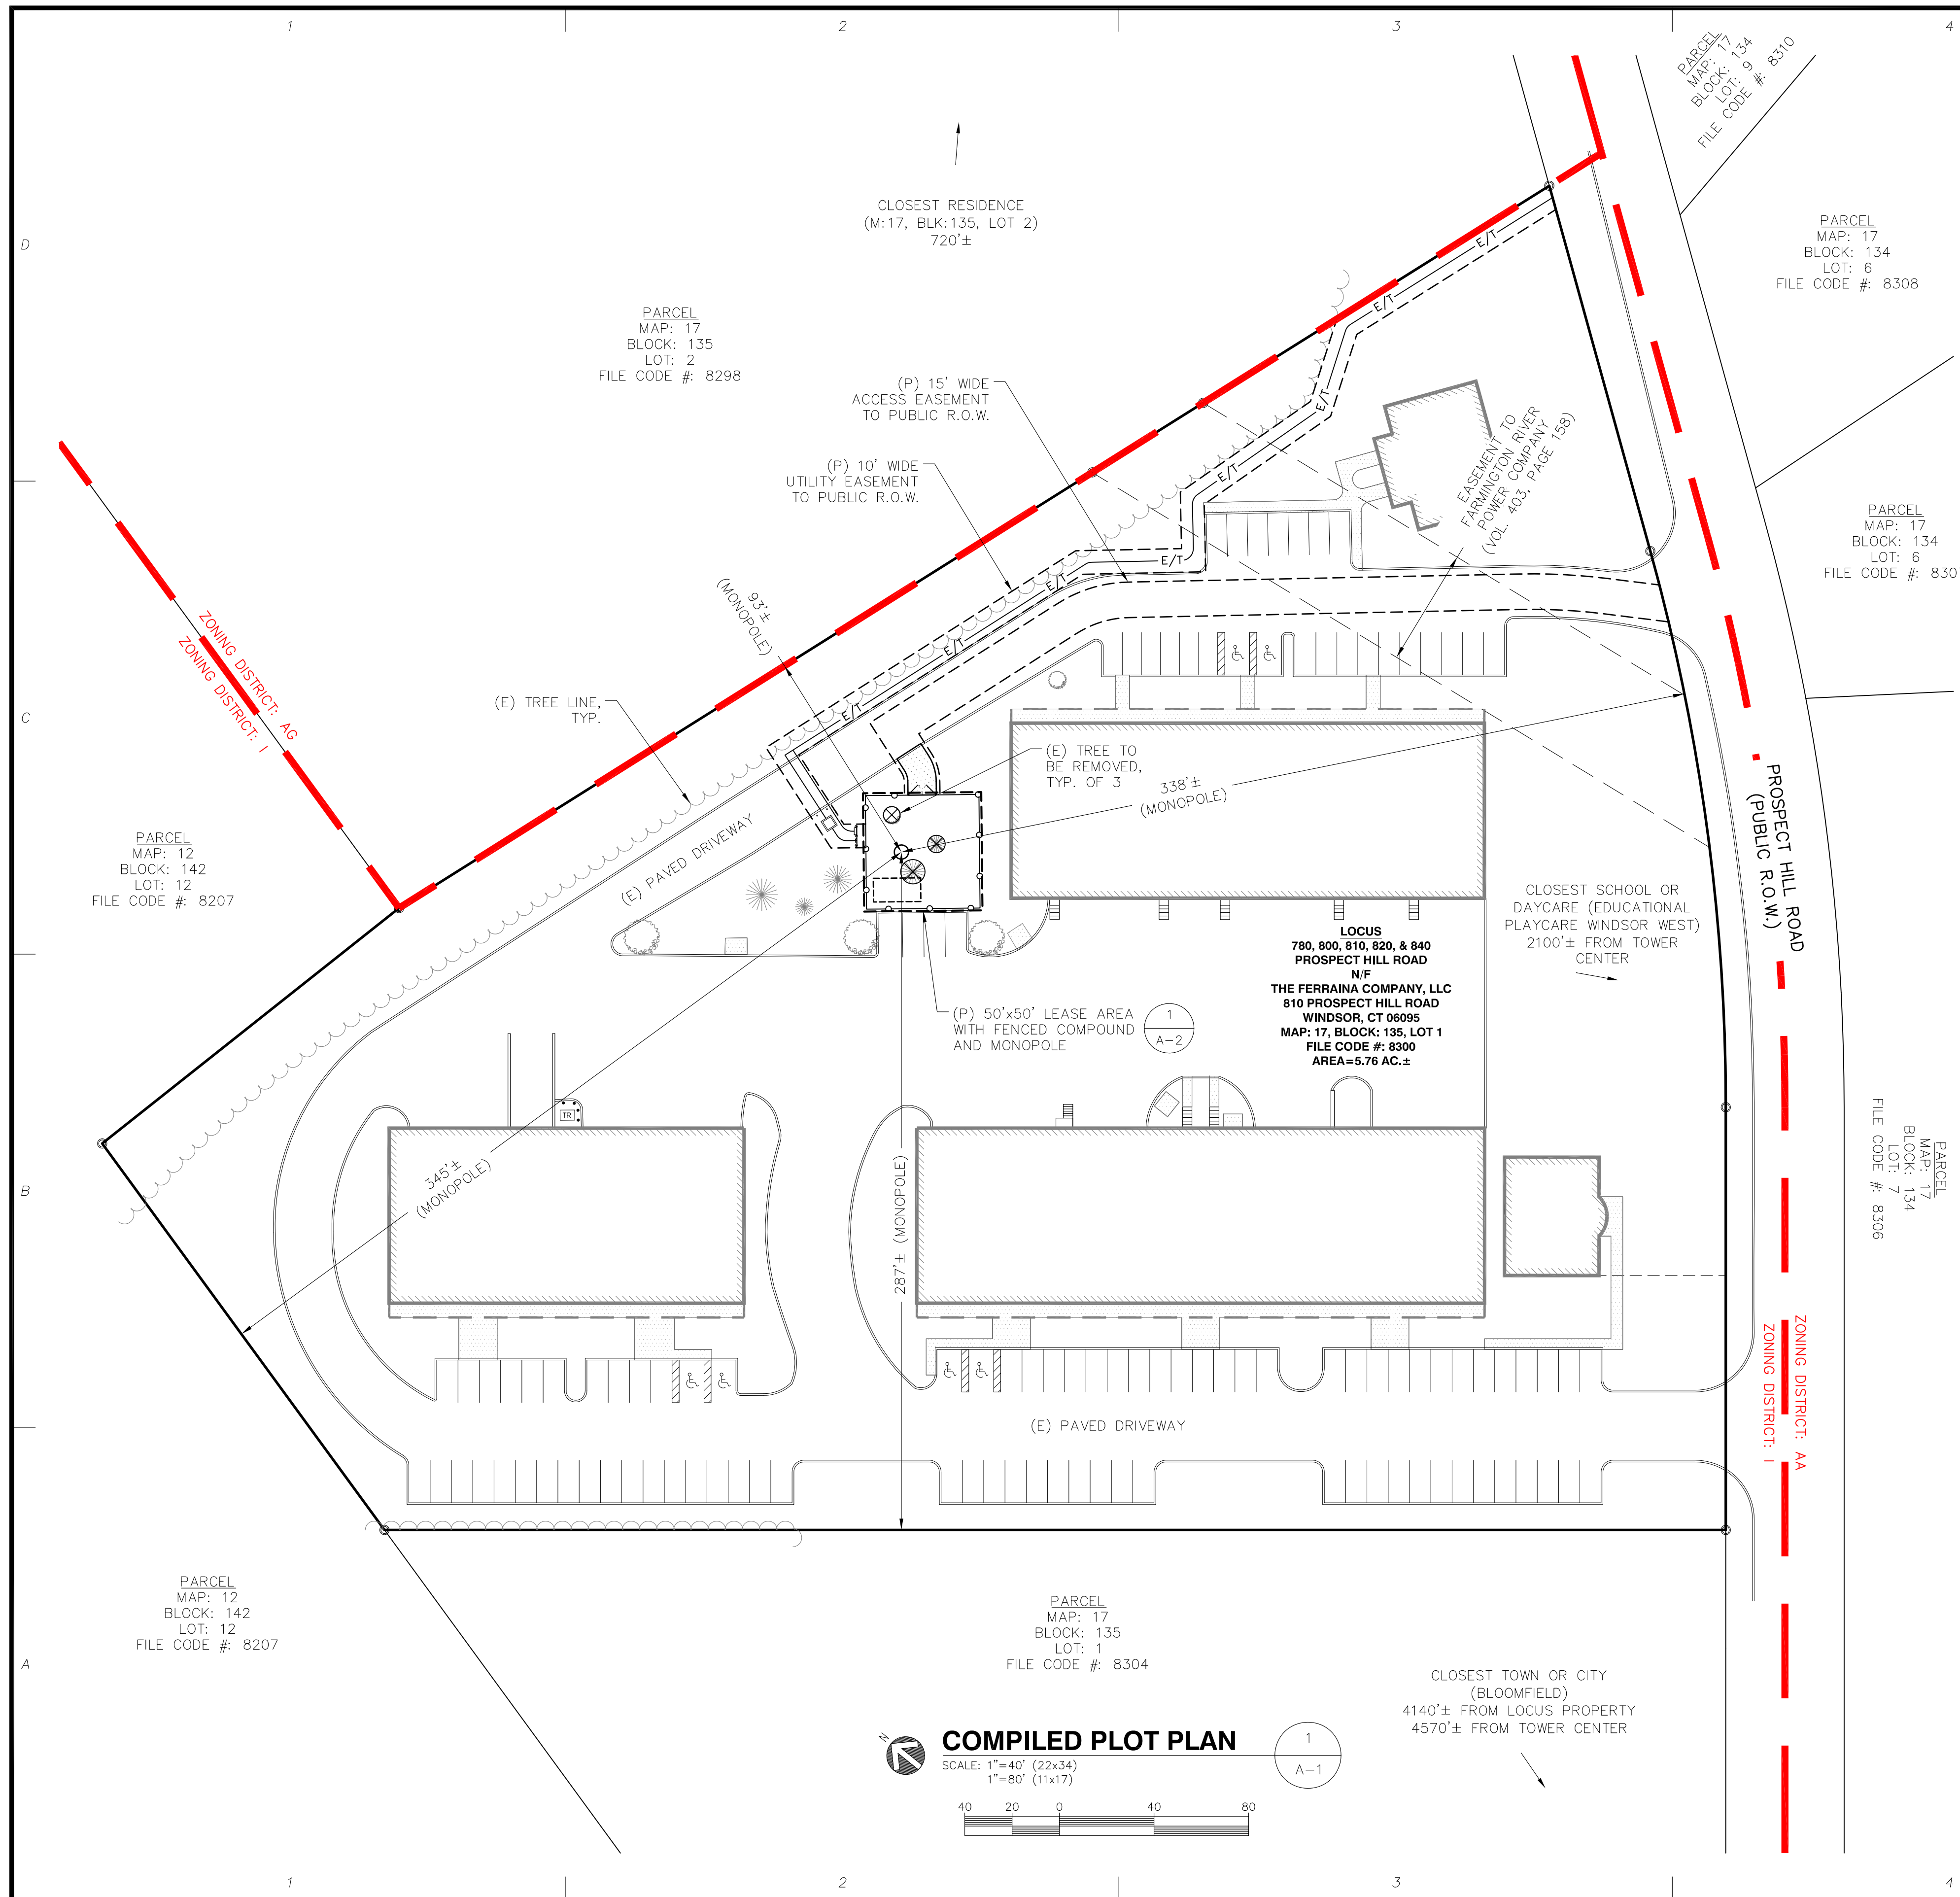 1 2 3 4
PARCEL
MAP: 17
BLOCK: 134
LOT: 9
FILE CODE #: 8310
CLOSEST RESIDENCE
(M:17, BLK:135, LOT 2)
720'±
D
PARCEL
MAP: 17
BLOCK: 134
LOT: 6
FILE CODE #: 8308
PARCEL
MAP: 17
BLOCK: 135
LOT: 2
FILE CODE #: 8298
E/T
E/T
E/T
E/T
E/T
E/T
E/T
E/T
(P) 15' WIDE
ACCESS EASEMENT
TO PUBLIC R.O.W.
(P) 10' WIDE
UTILITY EASEMENT
TO PUBLIC R.O.W.
EASEMENT TO
FARMINGTON RIVER
POWER COMPANY
(VOL. 403, PAGE 158)
PARCEL
MAP: 17
BLOCK: 134
LOT: 6
FILE CODE #: 8307
93'±
(MONOPOLE)
ZONING DISTRICT: AG
ZONING DISTRICT: I
(E) TREE LINE,
TYP.
C
(E) TREE TO
BE REMOVED,
TYP. OF 3
338'±
(MONOPOLE)
PROSPECT HILL ROAD
(PUBLIC R.O.W.)
PARCEL
MAP: 12
BLOCK: 142
LOT: 12
FILE CODE #: 8207
(E) PAVED DRIVEWAY
CLOSEST SCHOOL OR
DAYCARE (EDUCATIONAL
PLAYCARE WINDSOR WEST)
2100'± FROM TOWER
CENTER
LOCUS
780, 800, 810, 820, & 840
PROSPECT HILL ROAD
N/F
THE FERRAINA COMPANY, LLC
810 PROSPECT HILL ROAD
WINDSOR, CT 06095
MAP: 17, BLOCK: 135, LOT 1
FILE CODE #: 8300
AREA=5.76 AC.±
(P) 50'x50' LEASE AREA
WITH FENCED COMPOUND
AND MONOPOLE
1
A-2
TR
PARCEL
MAP: 17
BLOCK: 134
LOT: 7
FILE CODE #: 8306
B
345'±
(MONOPOLE)
287'± (MONOPOLE)
ZONING DISTRICT: AA
ZONING DISTRICT: I
(E) PAVED DRIVEWAY
PARCEL
MAP: 12
BLOCK: 142
LOT: 12
FILE CODE #: 8207
PARCEL
MAP: 17
BLOCK: 135
LOT: 1
FILE CODE #: 8304
A
CLOSEST TOWN OR CITY
(BLOOMFIELD)
4140'± FROM LOCUS PROPERTY
4570'± FROM TOWER CENTER
N
COMPILED PLOT PLAN
SCALE: 1"=40' (22x34)
1"=80' (11x17)
1
A-1
40 20 0 40 80
1 2 3 4